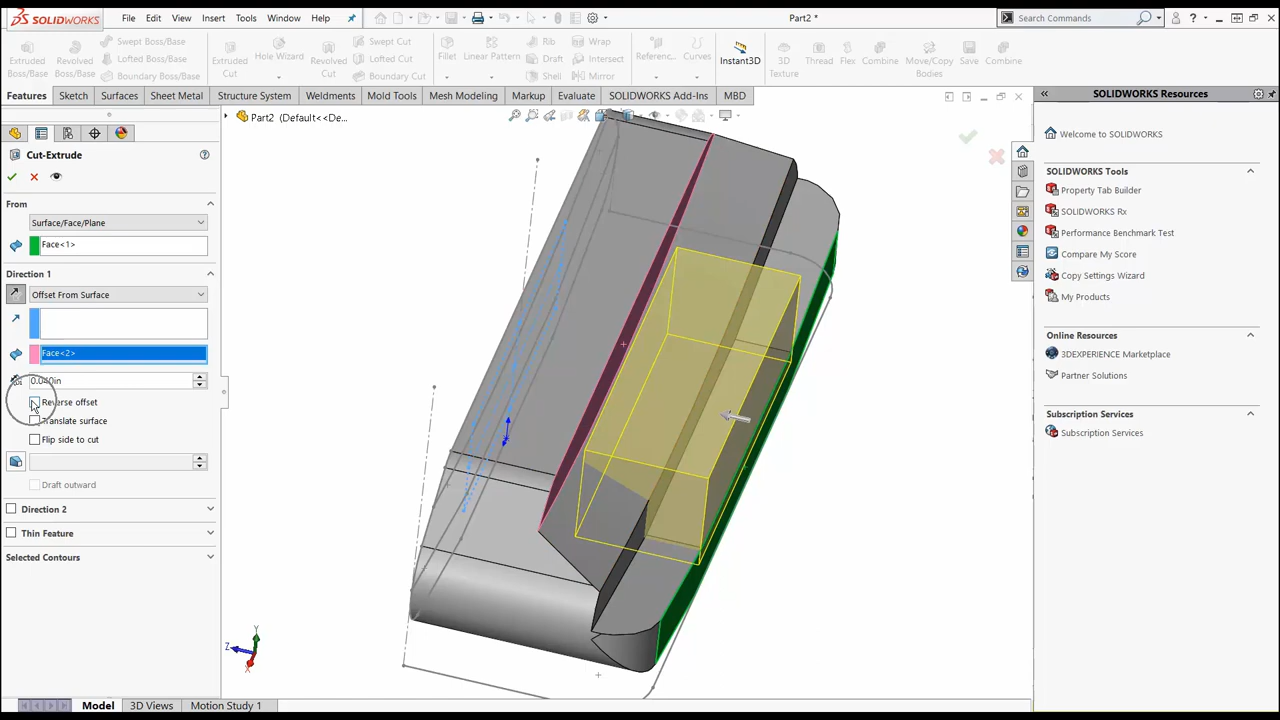 SOLIDWORKS File Edit View Insert Tools Window Help Part2 * Search Commands
Extruded Boss/Base Revolved Boss/Base Swept Boss/Base Lofted Boss/Base Boundary Boss/Base Extruded Cut Hole Wizard Revolved Cut Swept Cut Lofted Cut Boundary Cut Fillet Linear Pattern Rib Draft Shell Wrap Intersect Mirror Referenc... Curves Instant3D 3D Texture Thread Flex Combine Move/Copy Bodies Save Combine
Features Sketch Surfaces Sheet Metal Structure System Weldments Mold Tools Mesh Modeling Markup Evaluate SOLIDWORKS Add-Ins MBD
Part2 (Default<<De...
Cut-Extrude
From
Surface/Face/Plane
Face<1>
Direction 1
Offset From Surface
Face<2>
Reverse offset
Translate surface
Flip side to cut
Draft outward
Direction 2
Thin Feature
Selected Contours
Y
Z
X
SOLIDWORKS Resources
Welcome to SOLIDWORKS
SOLIDWORKS Tools
Property Tab Builder
SOLIDWORKS Rx
Performance Benchmark Test
Compare My Score
Copy Settings Wizard
My Products
Online Resources
3DEXPERIENCE Marketplace
Partner Solutions
Subscription Services
Subscription Services
Model 3D Views Motion Study 1